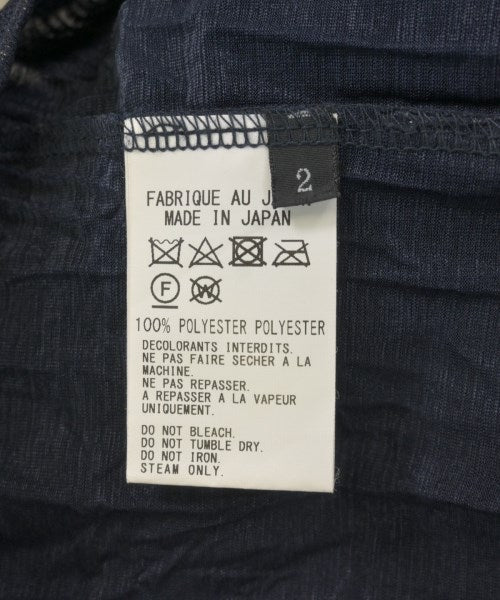 2
FABRIQUE AU
MADE IN JAPAN
F
W
100% POLYESTER POLYESTER
DECOLORANTS INTERDITS.
NE PAS FAIRE SECHER A LA
MACHINE.
NE PAS REPASSER.
A REPASSER A LA VAPEUR
UNIQUEMENT.
DO NOT BLEACH.
DO NOT TUMBLE DRY.
DO NOT IRON.
STEAM ONLY.